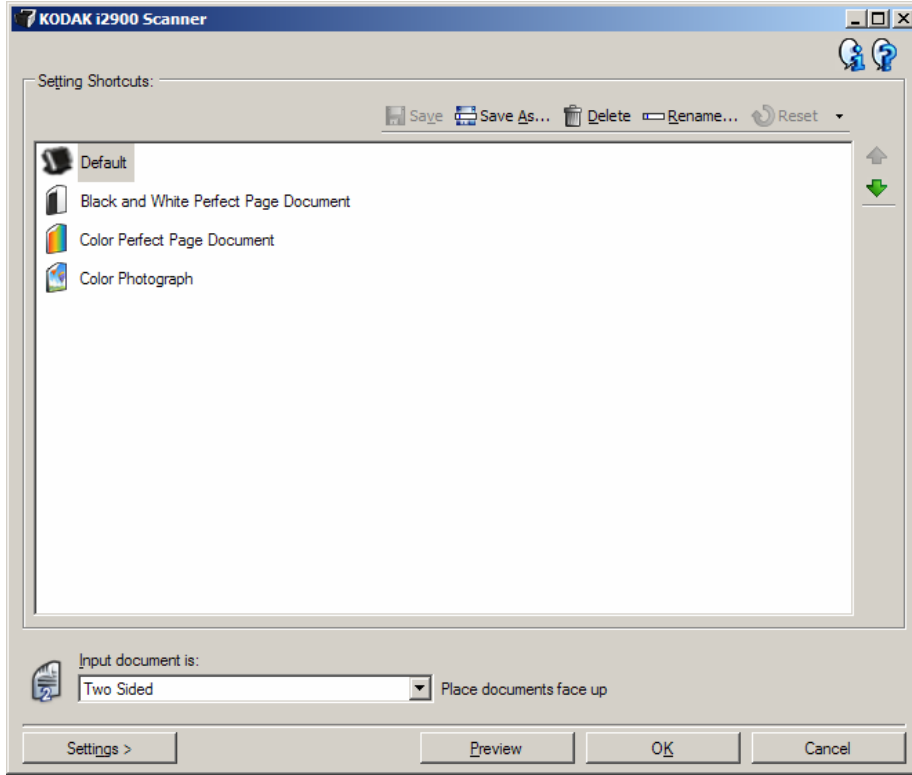 KODAK i2900 Scanner
Setting Shortcuts:
Save Save As... Delete Rename... Reset
Default
Black and White Perfect Page Document
Color Perfect Page Document
Color Photograph
Input document is:
Two Sided Place documents face up
Settings > Preview OK Cancel